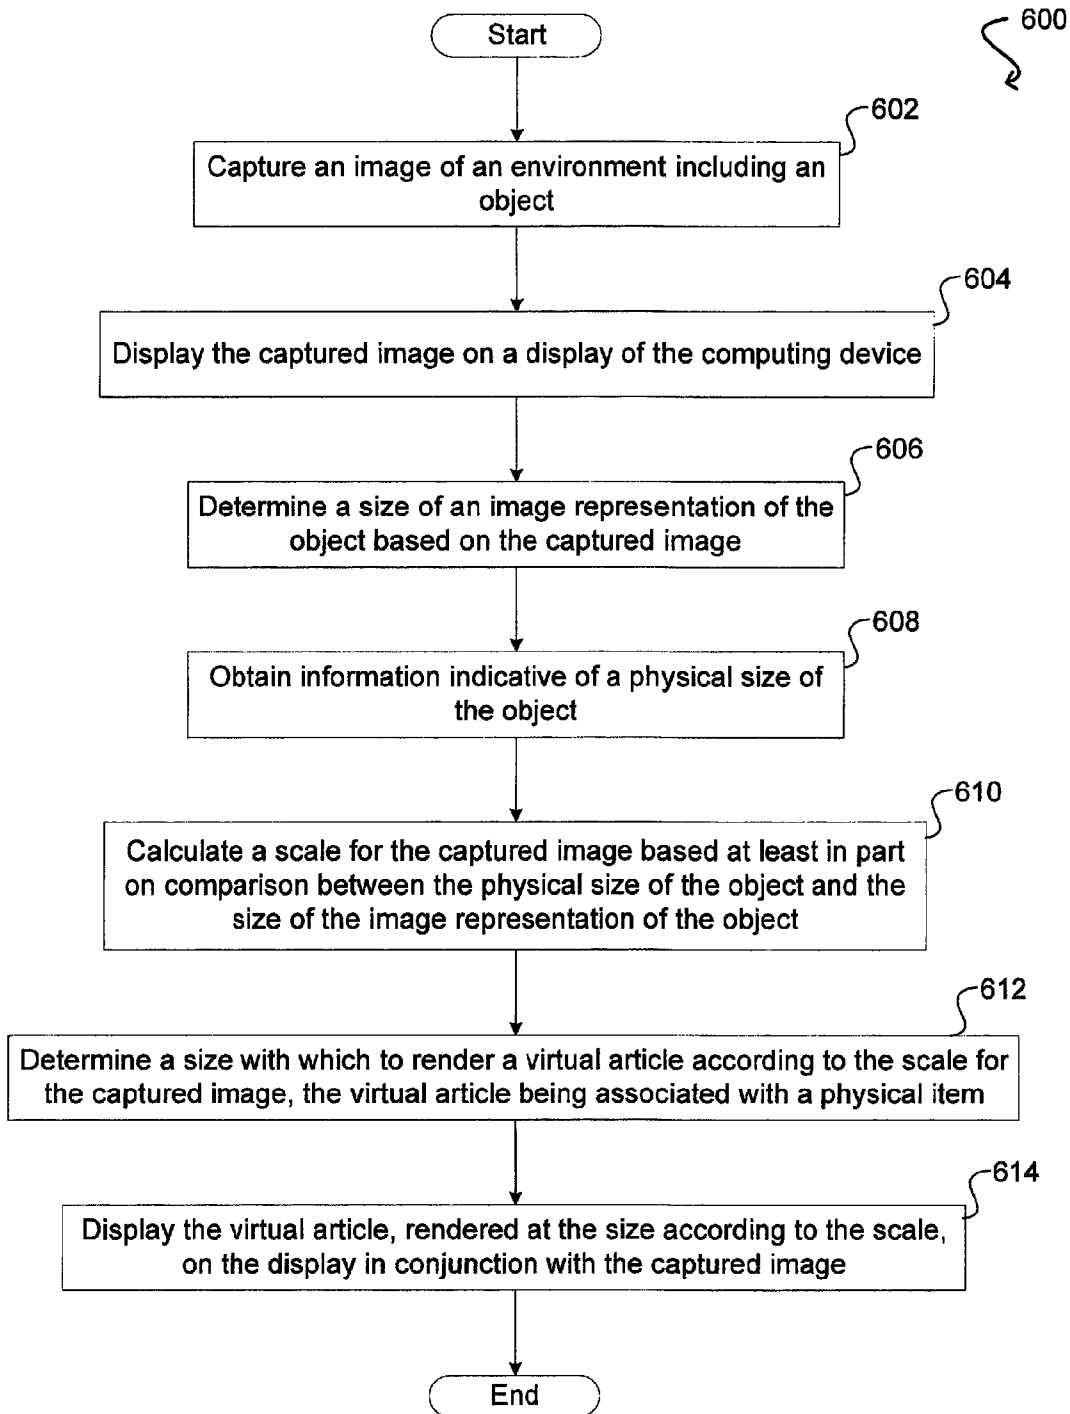 Start
600
602
Capture an image of an environment including an
object
604
Display the captured image on a display of the computing device
606
Determine a size of an image representation of the
object based on the captured image
608
Obtain information indicative of a physical size of
the object
610
Calculate a scale for the captured image based at least in part
on comparison between the physical size of the object and the
size of the image representation of the object
612
Determine a size with which to render a virtual article according to the scale for
the captured image, the virtual article being associated with a physical item
614
Display the virtual article, rendered at the size according to the scale,
on the display in conjunction with the captured image
End